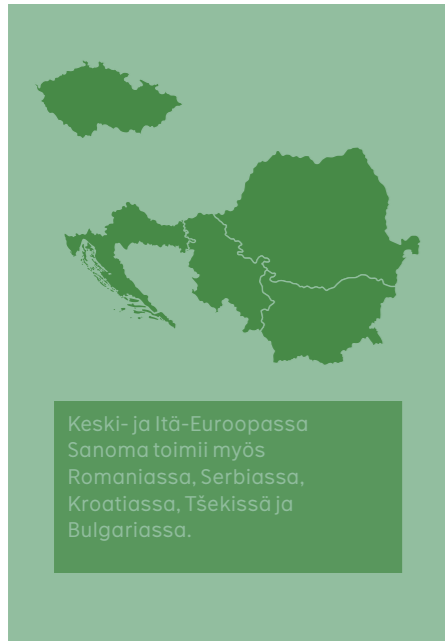 Keski- ja Itä-Euroopassa
Sanoma toimii myös
Romaniassa, Serbiassa,
Kroatiassa, Tšekissä ja
Bulgariassa.